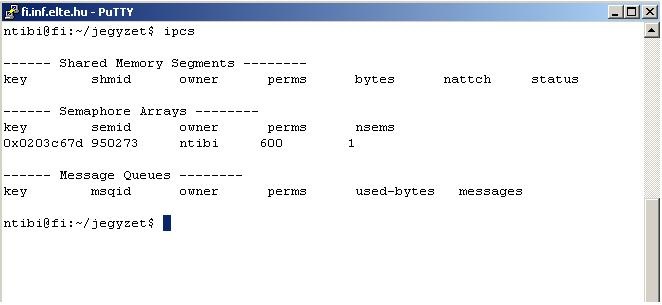 fi.inf.elte.hu - PuTTY
ntibi@fi:~/jegyzet$ ipcs
------ Shared Memory Segments --------
key        shmid      owner      perms      bytes      nattch     status
------ Semaphore Arrays --------
key        semid      owner      perms      nsems
0x0203c67d 950273     ntibi     600        1
------ Message Queues --------
key        msqid      owner      perms      used-bytes   messages
ntibi@fi:~/jegyzet$